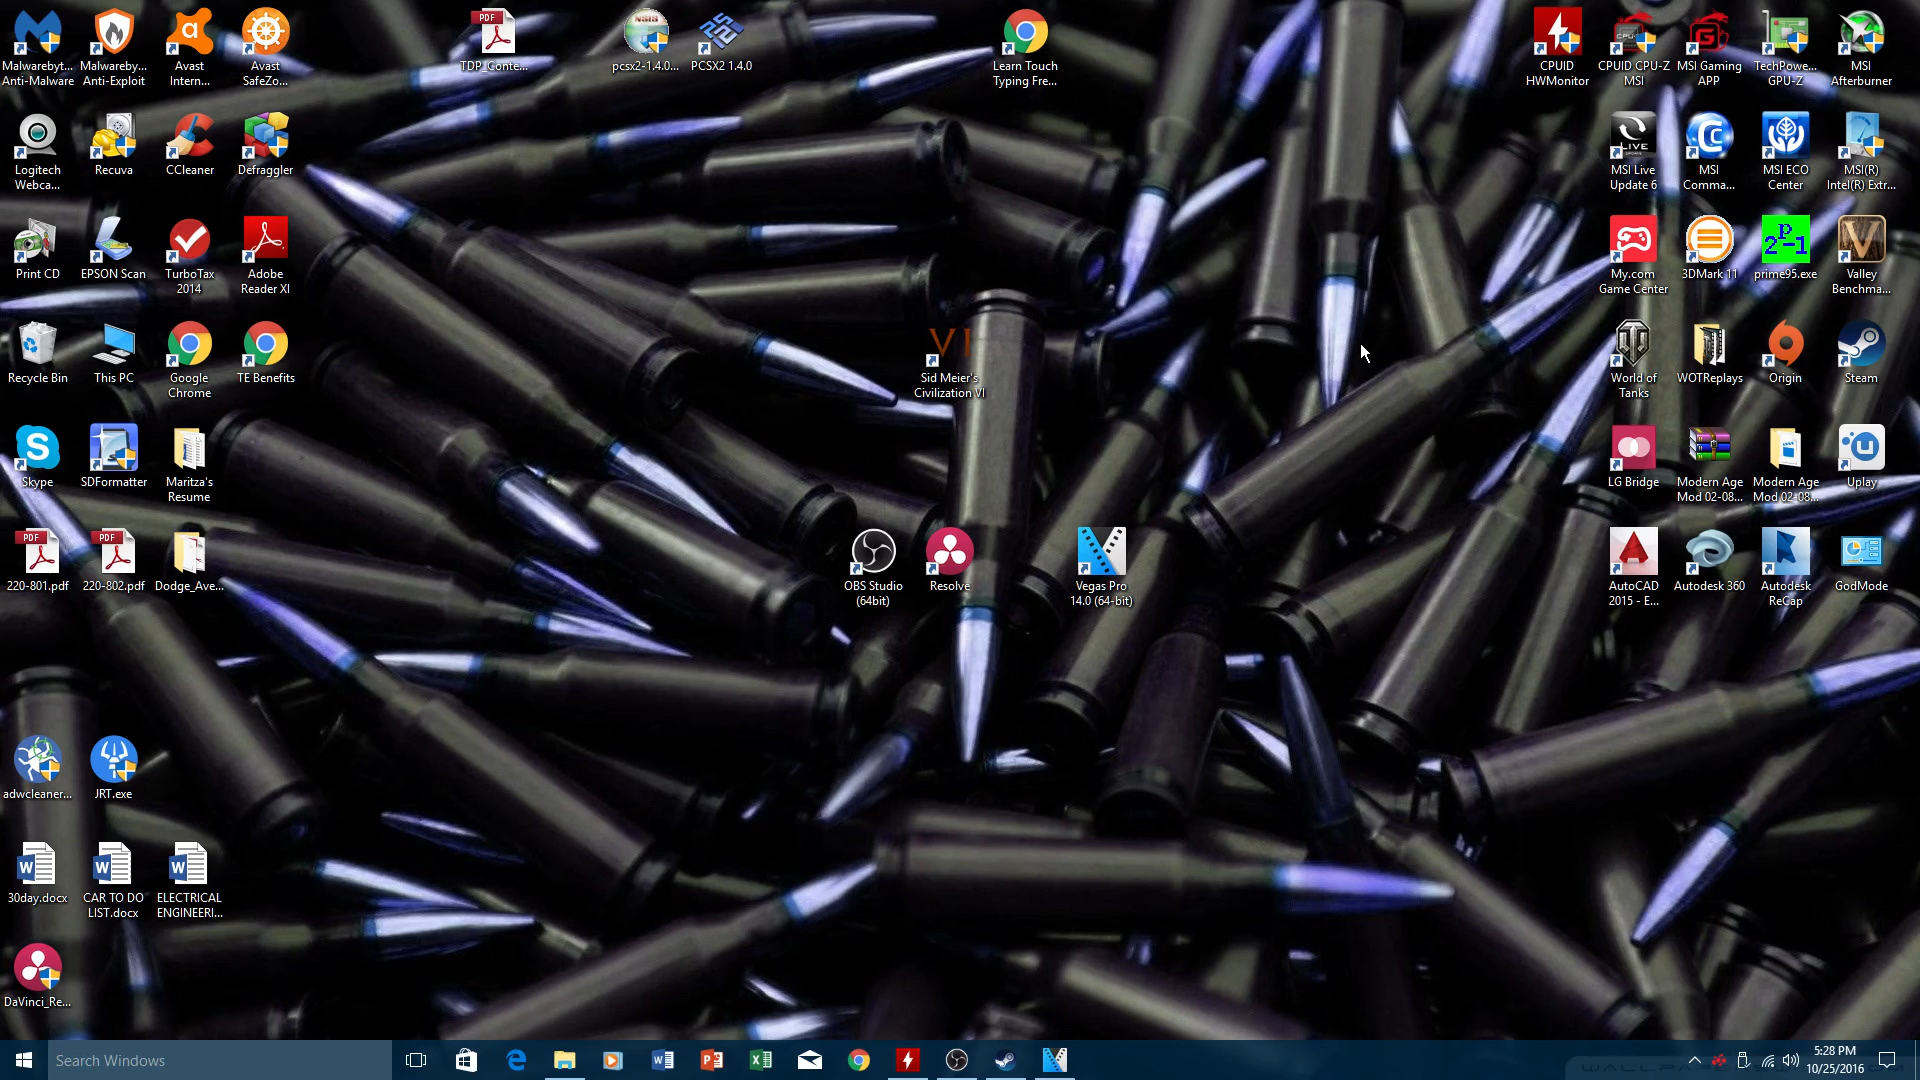 Malwarebyt...
Anti-Malware
Malwareby...
Anti-Exploit
Avast
Intern...
Avast
SafeZo...
PDF
TDP_Conte...
NSIS
pcsx2-1.4.0...
PCSX2 1.4.0
Learn Touch
Typing Fre...
CPUID
HWMonitor
CPUID CPU-Z
MSI
MSI Gaming
APP
TechPowe...
GPU-Z
MSI
Afterburner
Logitech
Webca...
Recuva
CCleaner
Defraggler
LIVE
MSI Live
Update 6
MSI
Comma...
MSI ECO
Center
MSI(R)
Intel(R) Extr...
Print CD
EPSON Scan
TurboTax
2014
Adobe
Reader XI
My.com
Game Center
3DMark 11
2P-1
prime95.exe
Valley
Benchma...
Recycle Bin
This PC
Google
Chrome
TE Benefits
VI
Sid Meier's
Civilization VI
World of
Tanks
WOTReplays
Origin
Steam
Skype
SDFormatter
Maritza's
Resume
LG Bridge
Modern Age
Mod 02-08...
Modern Age
Mod 02-08...
Uplay
PDF
220-801.pdf
PDF
220-802.pdf
Dodge_Ave...
OBS Studio
(64bit)
Resolve
Vegas Pro
14.0 (64-bit)
AutoCAD
2015 - E...
Autodesk 360
Autodesk
ReCap
GodMode
adwcleaner...
JRT.exe
30day.docx
CAR TO DO
LIST.docx
ELECTRICAL
ENGINEERI...
DaVinci_Re...
Search Windows
5:28 PM
10/25/2016